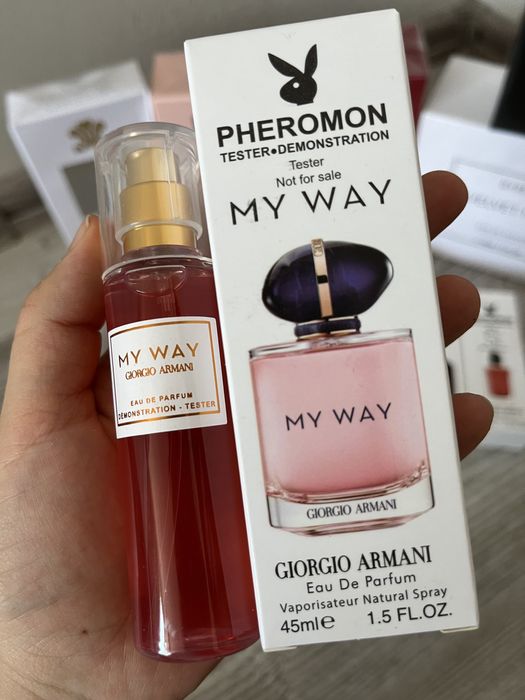 PHEROMON
TESTER•DEMONSTRATION
Tester
Not for sale
MY WAY
MY WAY
GIORGIO ARMANI
GIORGIO ARMANI
Eau De Parfum
Vaporisateur Natural Spray
45ml℮ 1.5 FL.OZ.
MY WAY
GIORGIO ARMANI
EAU DE PARFUM
DÉMONSTRATION - TESTER